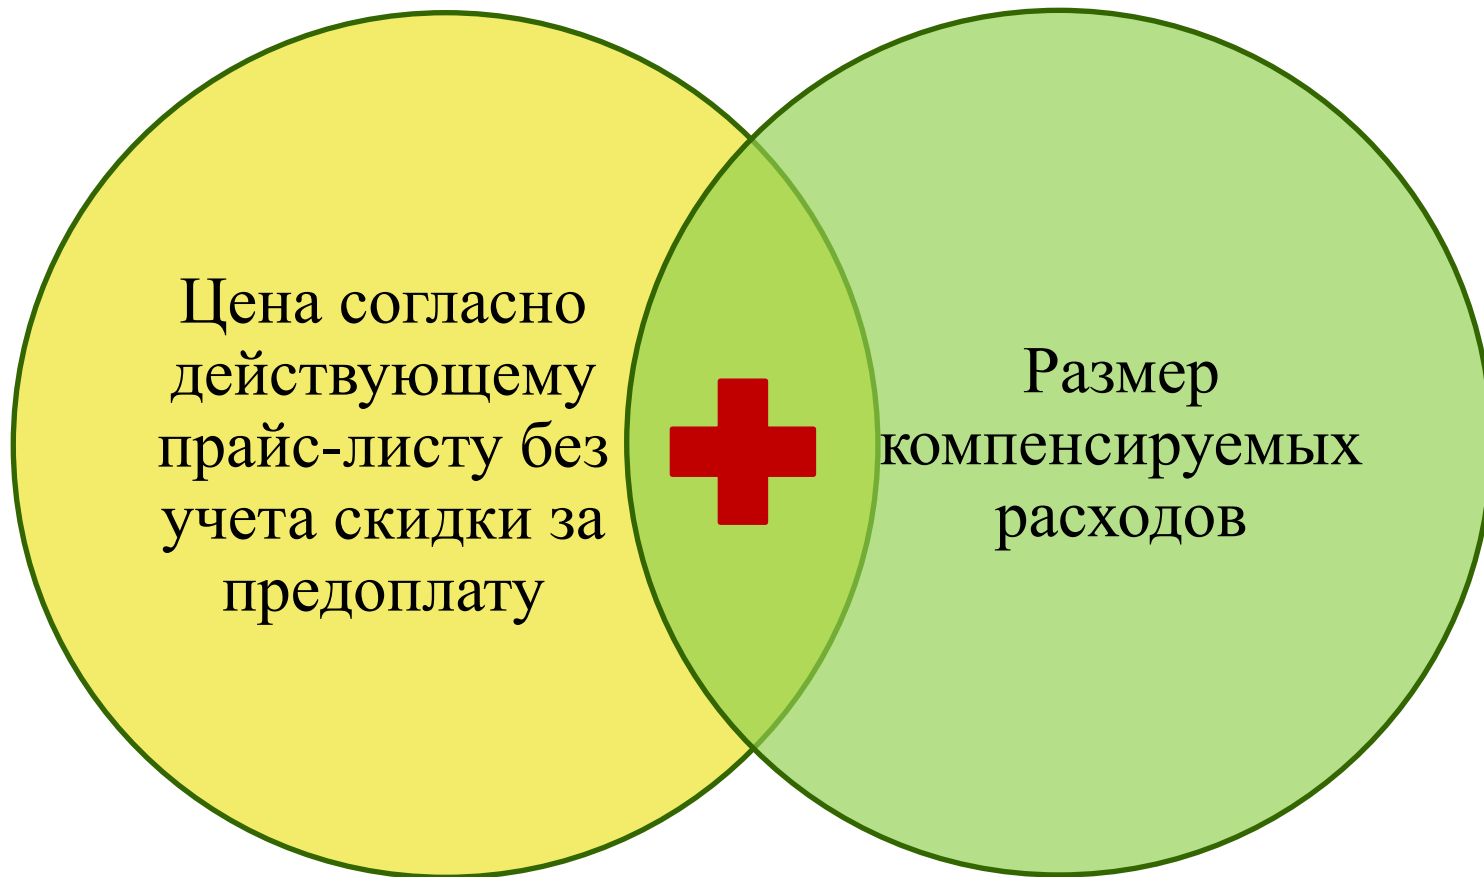 Цена согласно
действующему
прайс-листу без
учета скидки за
предоплату
Размер
компенсируемых
расходов